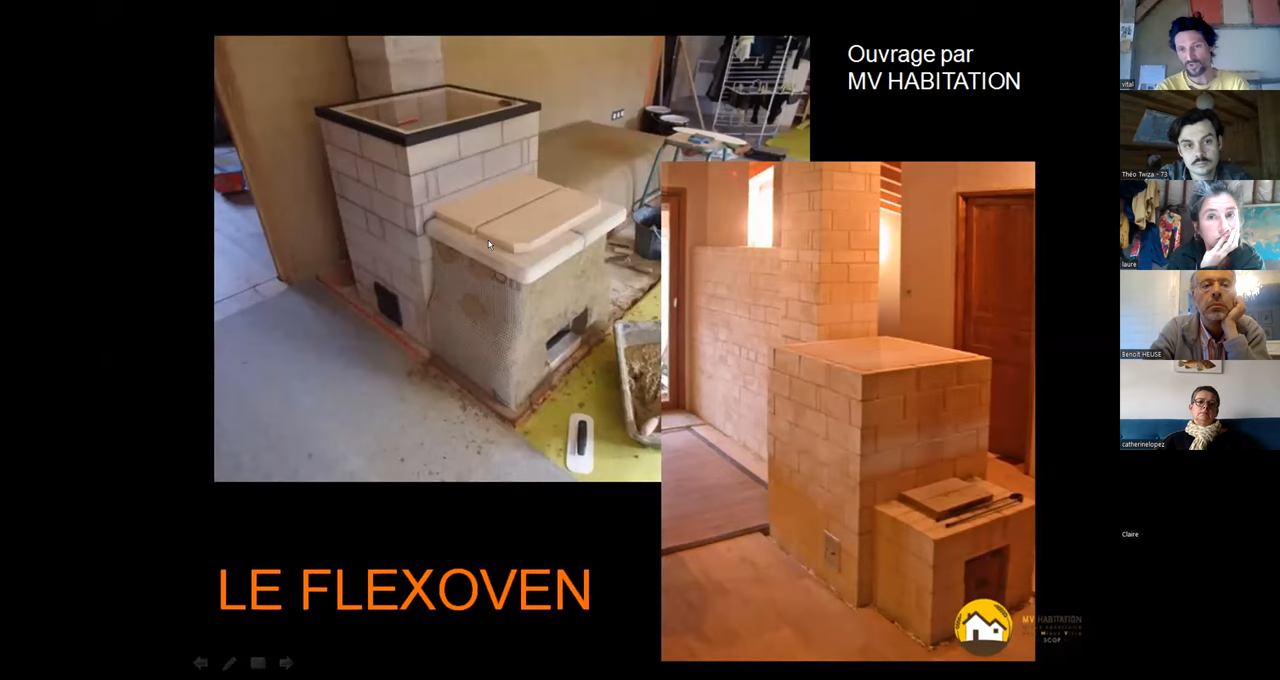 Ouvrage par
MV HABITATION
LE FLEXOVEN
MV HABITATION
SCOP
vital
Théo Twiza - 73
laure
Benoit HEUSE
catherinelopez
Claire